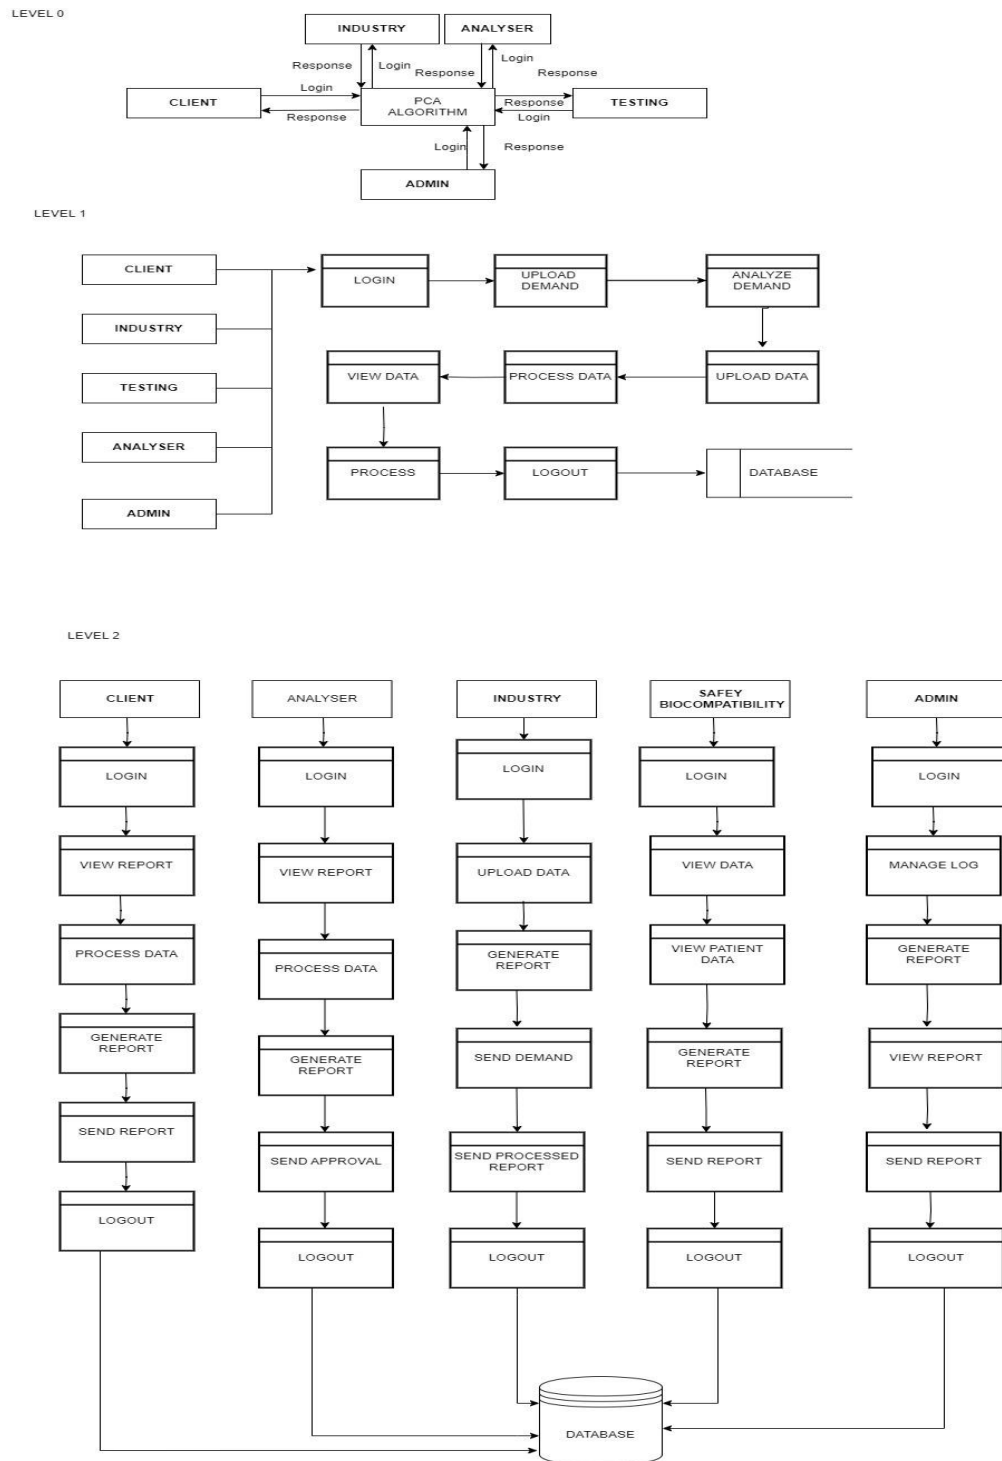 LEVEL 0
INDUSTRY
ANALYSER
Response
Login
Response
Login
Response
CLIENT
Login
Response
PCA
ALGORITHM
Response
Login
TESTING
Login
Response
ADMIN
LEVEL 1
CLIENT
INDUSTRY
TESTING
ANALYSER
ADMIN
LOGIN
UPLOAD
DEMAND
ANALYZE
DEMAND
VIEW DATA
PROCESS DATA
UPLOAD DATA
PROCESS
LOGOUT
DATABASE
LEVEL 2
CLIENT
LOGIN
VIEW REPORT
PROCESS DATA
GENERATE
REPORT
SEND REPORT
LOGOUT
ANALYSER
LOGIN
VIEW REPORT
PROCESS DATA
GENERATE
REPORT
SEND APPROVAL
LOGOUT
INDUSTRY
LOGIN
UPLOAD DATA
GENERATE
REPORT
SEND DEMAND
SEND PROCESSED
REPORT
LOGOUT
SAFEY
BIOCOMPATIBILITY
LOGIN
VIEW DATA
VIEW PATIENT
DATA
GENERATE
REPORT
SEND REPORT
LOGOUT
ADMIN
LOGIN
MANAGE LOG
GENERATE
REPORT
VIEW REPORT
SEND REPORT
LOGOUT
DATABASE